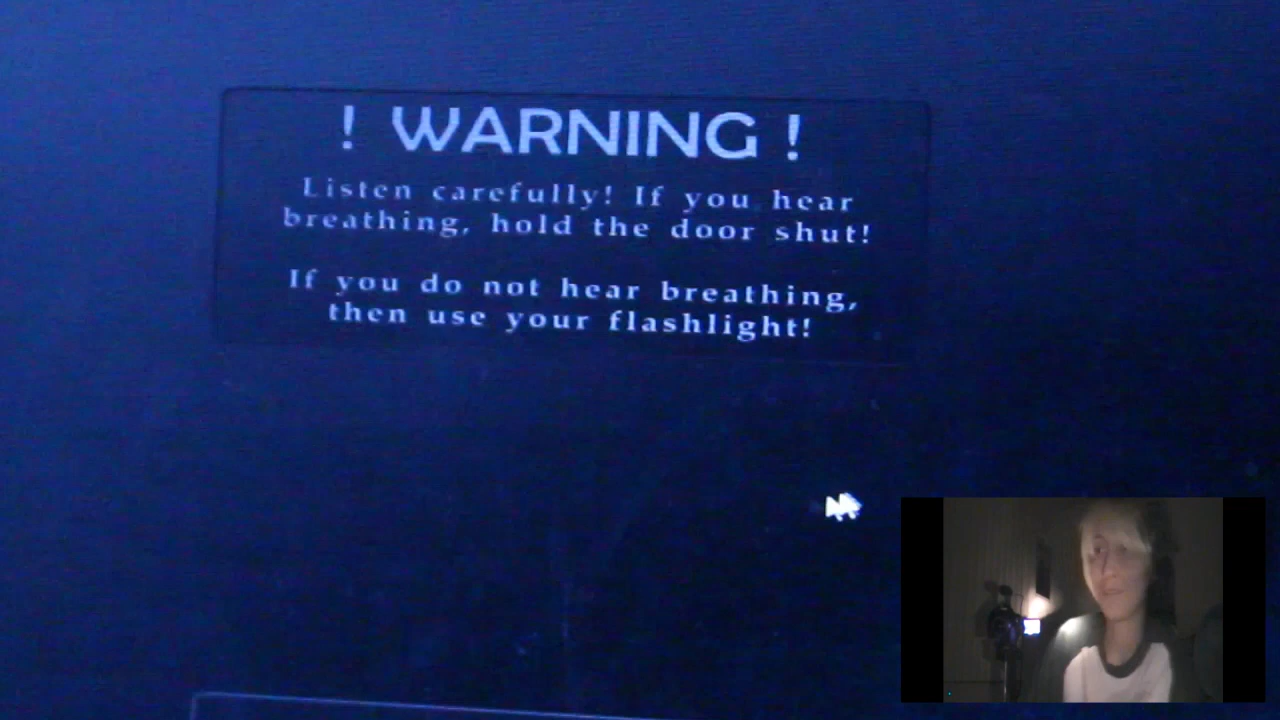 ! WARNING !
Listen carefully! If you hear
breathing, hold the door shut!
If you do not hear breathing,
then use your flashlight!